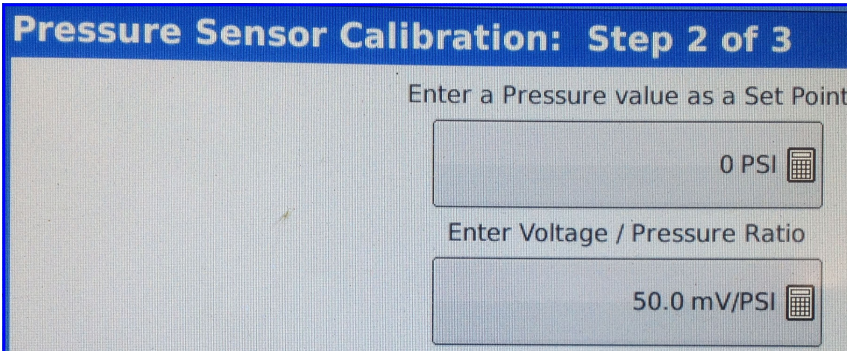 Pressure Sensor Calibration: Step 2 of 3
Enter a Pressure value as a Set Point
0 PSI
Enter Voltage / Pressure Ratio
50.0 mV/PSI